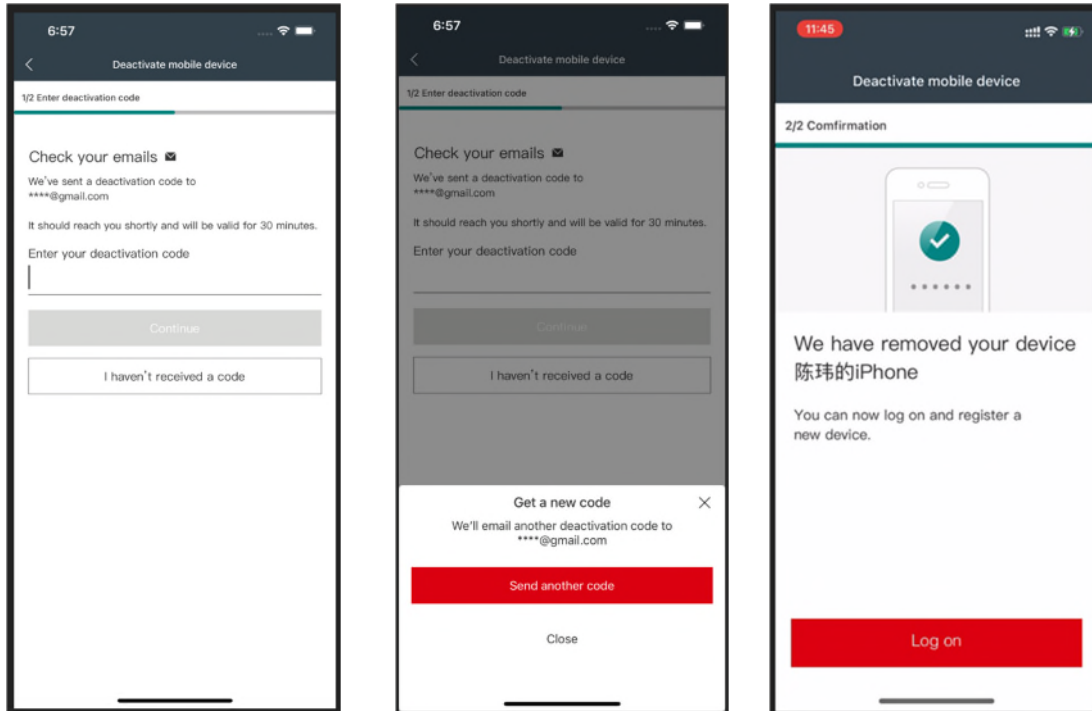 6:57
Deactivate mobile device
1/2 Enter deactivation code
Check your emails
We've sent a deactivation code to
****@gmail.com
It should reach you shortly and will be valid for 30 minutes.
Enter your deactivation code
Continue
I haven't received a code
6:57
Deactivate mobile device
1/2 Enter deactivation code
Check your emails
We've sent a deactivation code to
****@gmail.com
It should reach you shortly and will be valid for 30 minutes.
Enter your deactivation code
Continue
I haven't received a code
Get a new code
We'll email another deactivation code to
****@gmail.com
Send another code
Close
11:45
Deactivate mobile device
2/2 Comfirmation
We have removed your device
陈玮的iPhone
You can now log on and register a
new device.
Log on